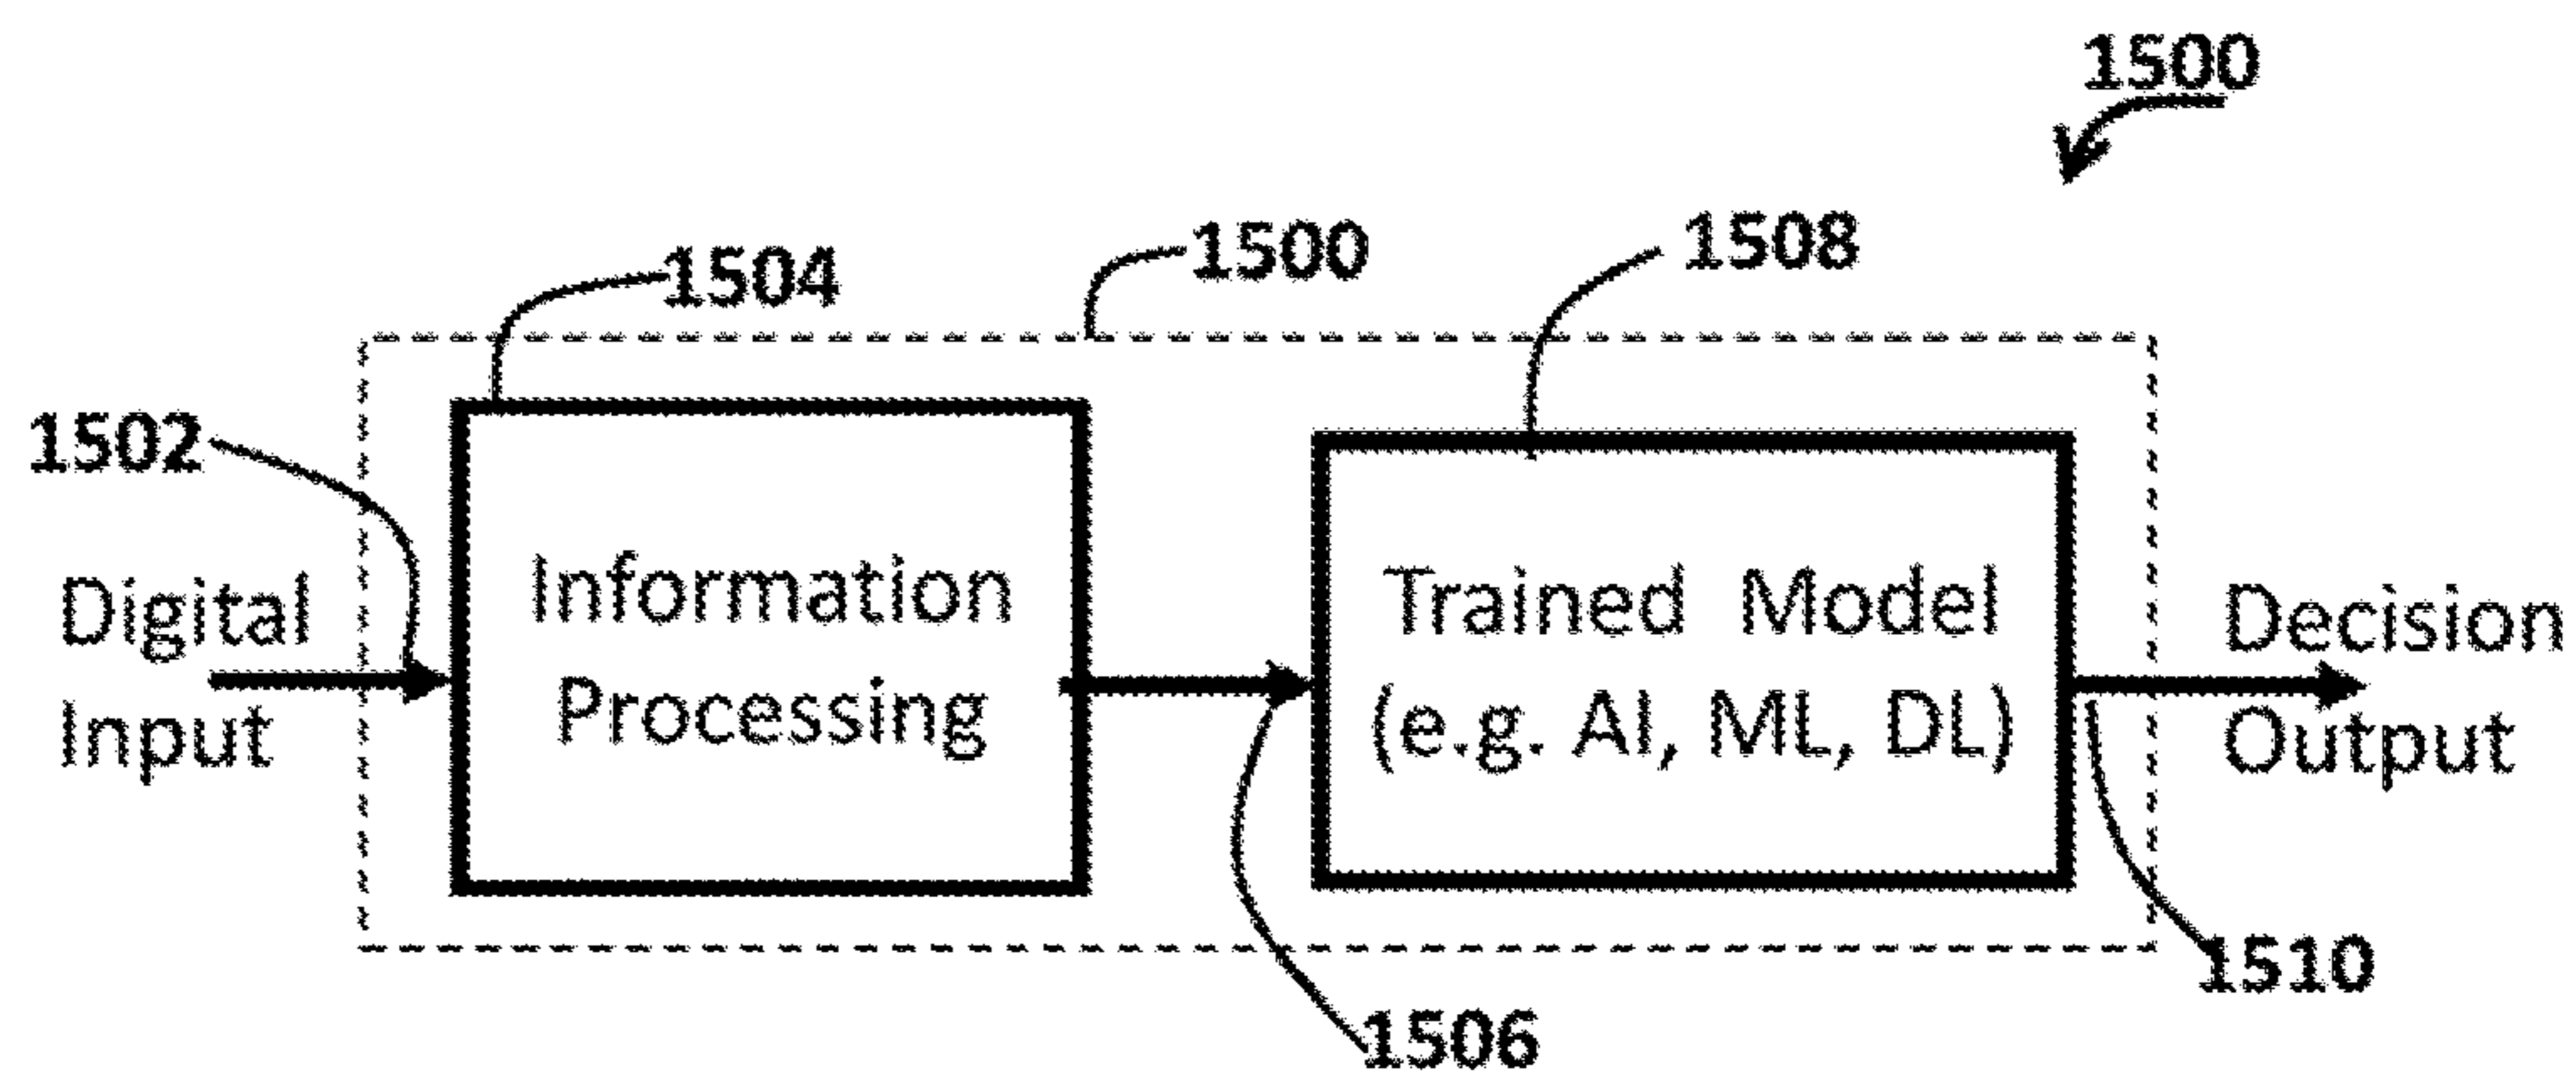 1500
1504
1500
1508
1502
Digital
Input
Information
Processing
Trained Model
(e.g. AI, ML, DL)
Decision
Output
1510
1506